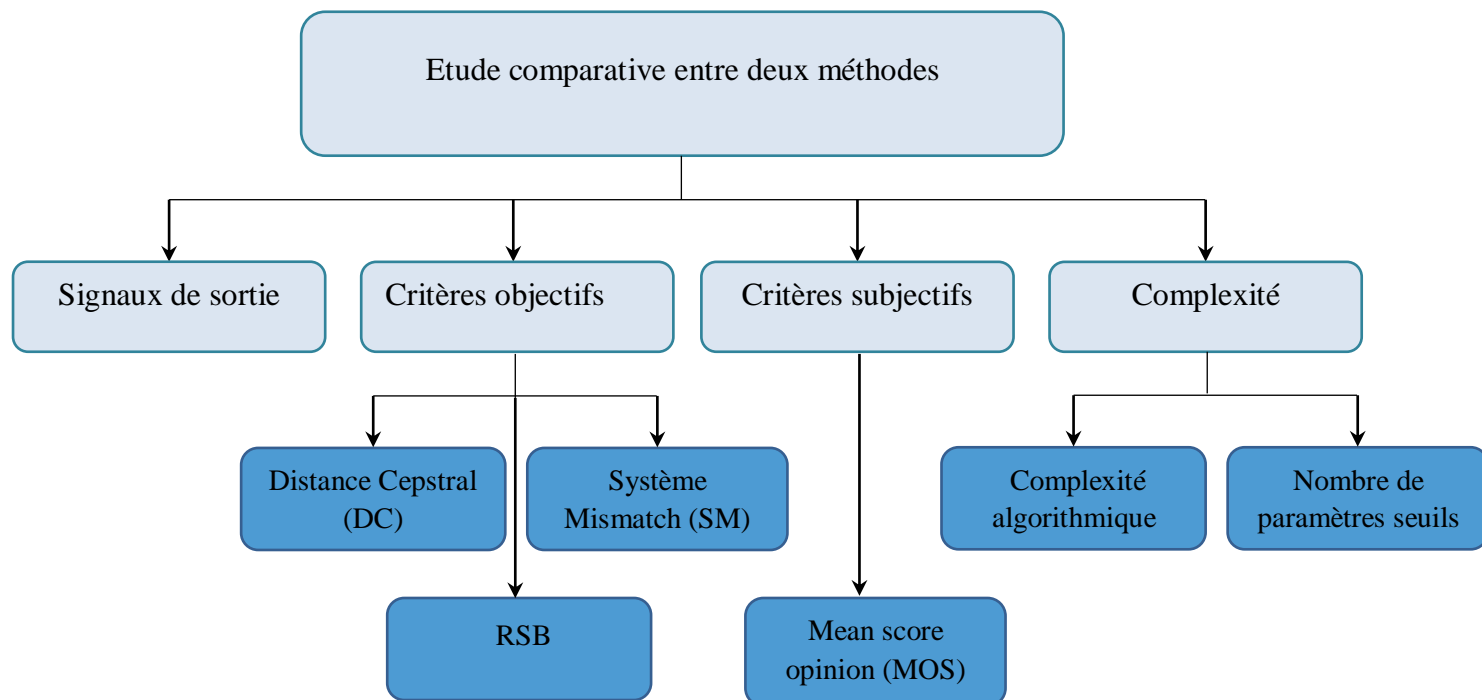 Etude comparative entre deux méthodes
Signaux de sortie
Critères objectifs
Critères subjectifs
Complexité
Distance Cepstral
(DC)
Système
Mismatch (SM)
Complexité
algorithmique
Nombre de
paramètres seuils
RSB
Mean score
opinion (MOS)